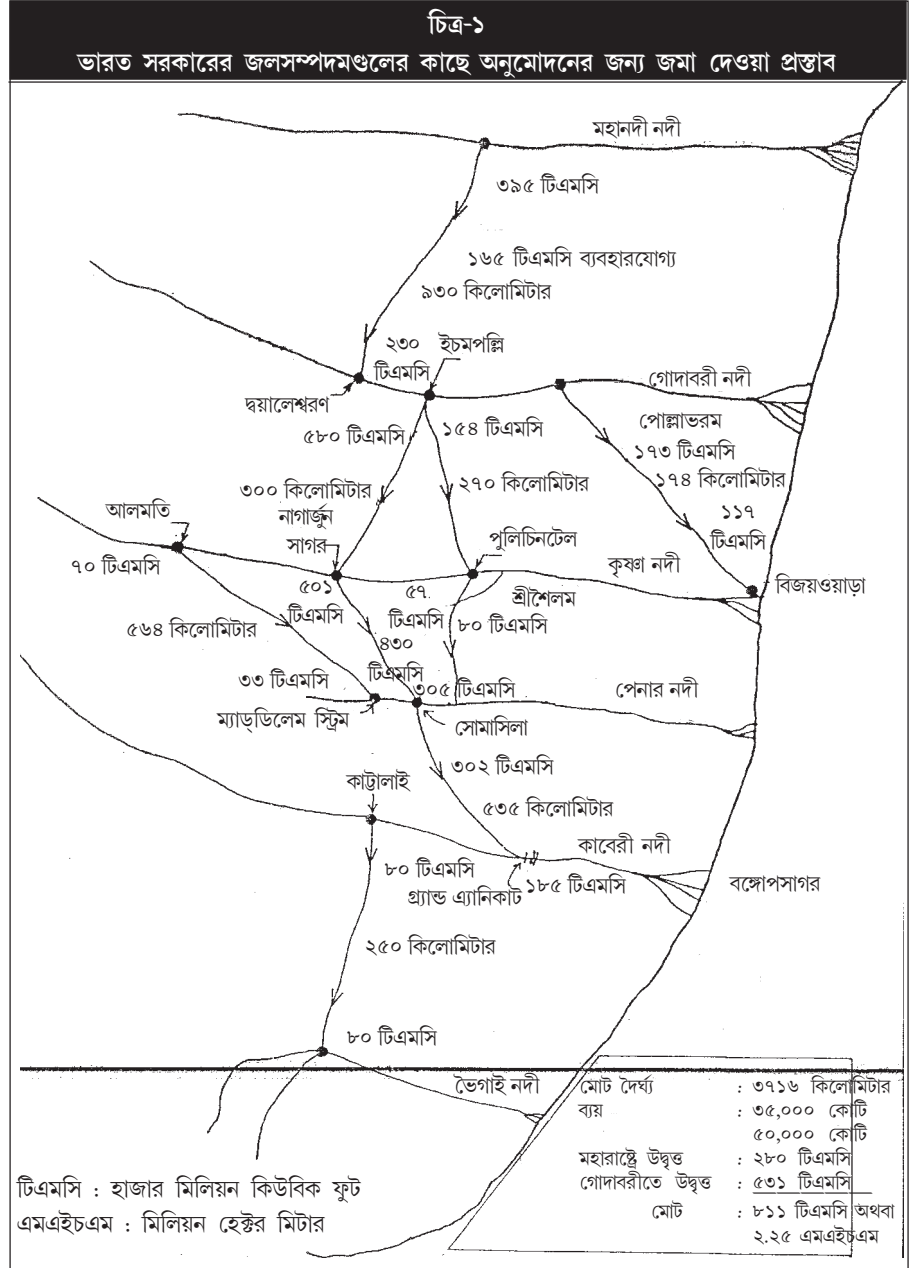 চিত্র-১
ভারত সরকারের জলসম্পদমণ্ডলের কাছে অনুমোদনের জন্য জমা দেওয়া প্রস্তাব
মহানদী নদী
৩৯৫ টিএমসি
১৬৫ টিএমসি ব্যবহারযোগ্য
৯৩০ কিলোমিটার
২৩০ ইচমপল্লি
টিএমসি
গোদাবরী নদী
দ্বয়ালেশ্বরণ
৫৮০ টিএমসি
১৫৪ টিএমসি
পোল্লাভরম
১৭৩ টিএমসি
৩০০ কিলোমিটার
২৭০ কিলোমিটার
১৭৪ কিলোমিটার
আলমতি
নাগার্জুন
সাগর
১১৭
টিএমসি
পুলিচিনটেল
৭০ টিএমসি
কৃষ্ণা নদী
বিজয়ওয়াড়া
৫০১
টিএমসি
৫৭
টিএমসি
শ্রীশৈলম
৮০ টিএমসি
৫৬৪ কিলোমিটার
৪৩০
টিএমসি
৩৩ টিএমসি
৩০৫ টিএমসি
পেনার নদী
ম্যাড্ডিলেম স্ট্রিম
সোমাসিলা
৩০২ টিএমসি
কাট্টালাই
৫৩৫ কিলোমিটার
কাবেরী নদী
৮০ টিএমসি
গ্র্যান্ড এ্যানিকাট
১৮৫ টিএমসি
বঙ্গোপসাগর
২৫০ কিলোমিটার
৮০ টিএমসি
ভৈগাই নদী
মোট দৈর্ঘ্য : ৩৭১৬ কিলোমিটার
ব্যয় : ৩৫,০০০ কোটি
৫০,০০০ কোটি
মহারাষ্ট্রে উদ্বৃত্ত : ২৮০ টিএমসি
গোদাবরীতে উদ্বৃত্ত : ৫৩১ টিএমসি
মোট : ৮১১ টিএমসি অথবা
২.২৫ এমএইচএম
টিএমসি : হাজার মিলিয়ন কিউবিক ফুট
এমএইচএম : মিলিয়ন হেক্টর মিটার